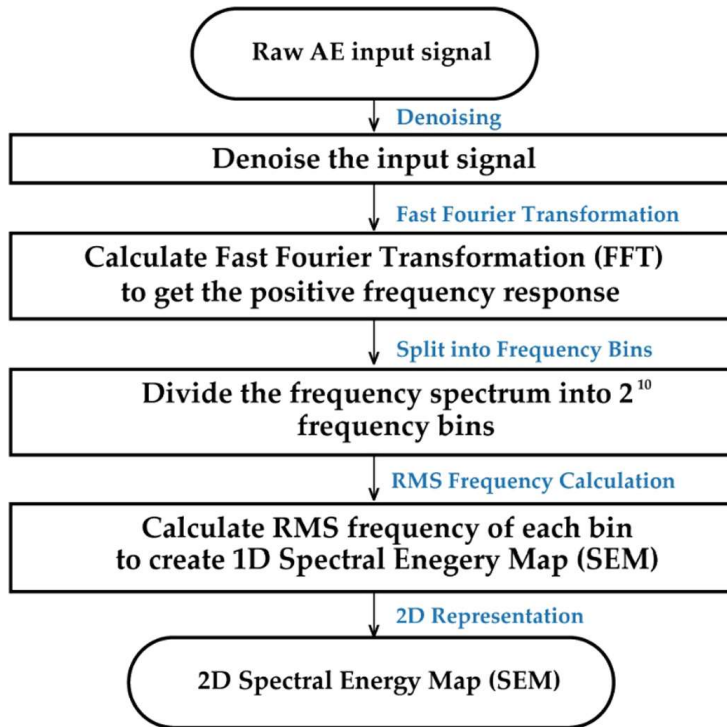 Raw AE input signal
Denoising
Denoise the input signal
Fast Fourier Transformation
Calculate Fast Fourier Transformation (FFT)
to get the positive frequency response
Split into Frequency Bins
Divide the frequency spectrum into 2¹⁰
frequency bins
RMS Frequency Calculation
Calculate RMS frequency of each bin
to create 1D Spectral Enegery Map (SEM)
2D Representation
2D Spectral Energy Map (SEM)